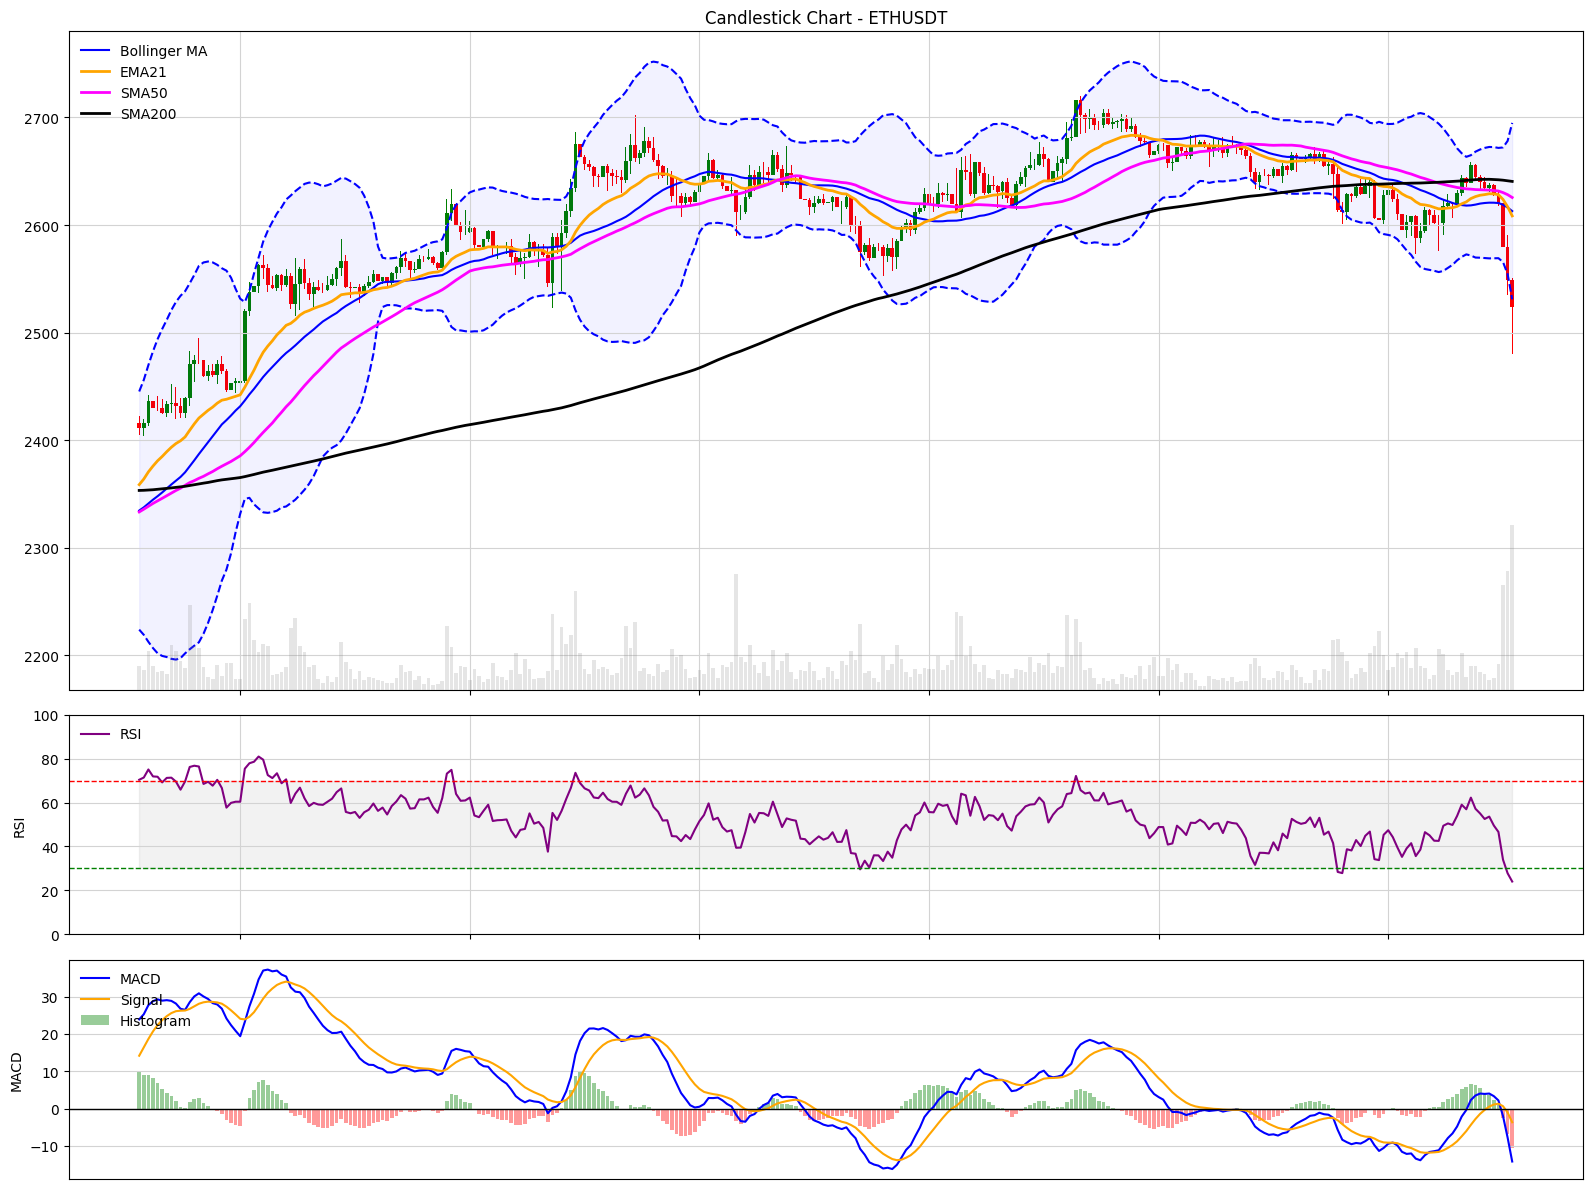 Candlestick Chart - ETHUSDT
Bollinger MA
EMA21
SMA50
SMA200
2700
2600
2500
2400
2300
2200
RSI
100
80
60
40
20
0
RSI
MACD
Signal
Histogram
30
20
10
0
−10
MACD